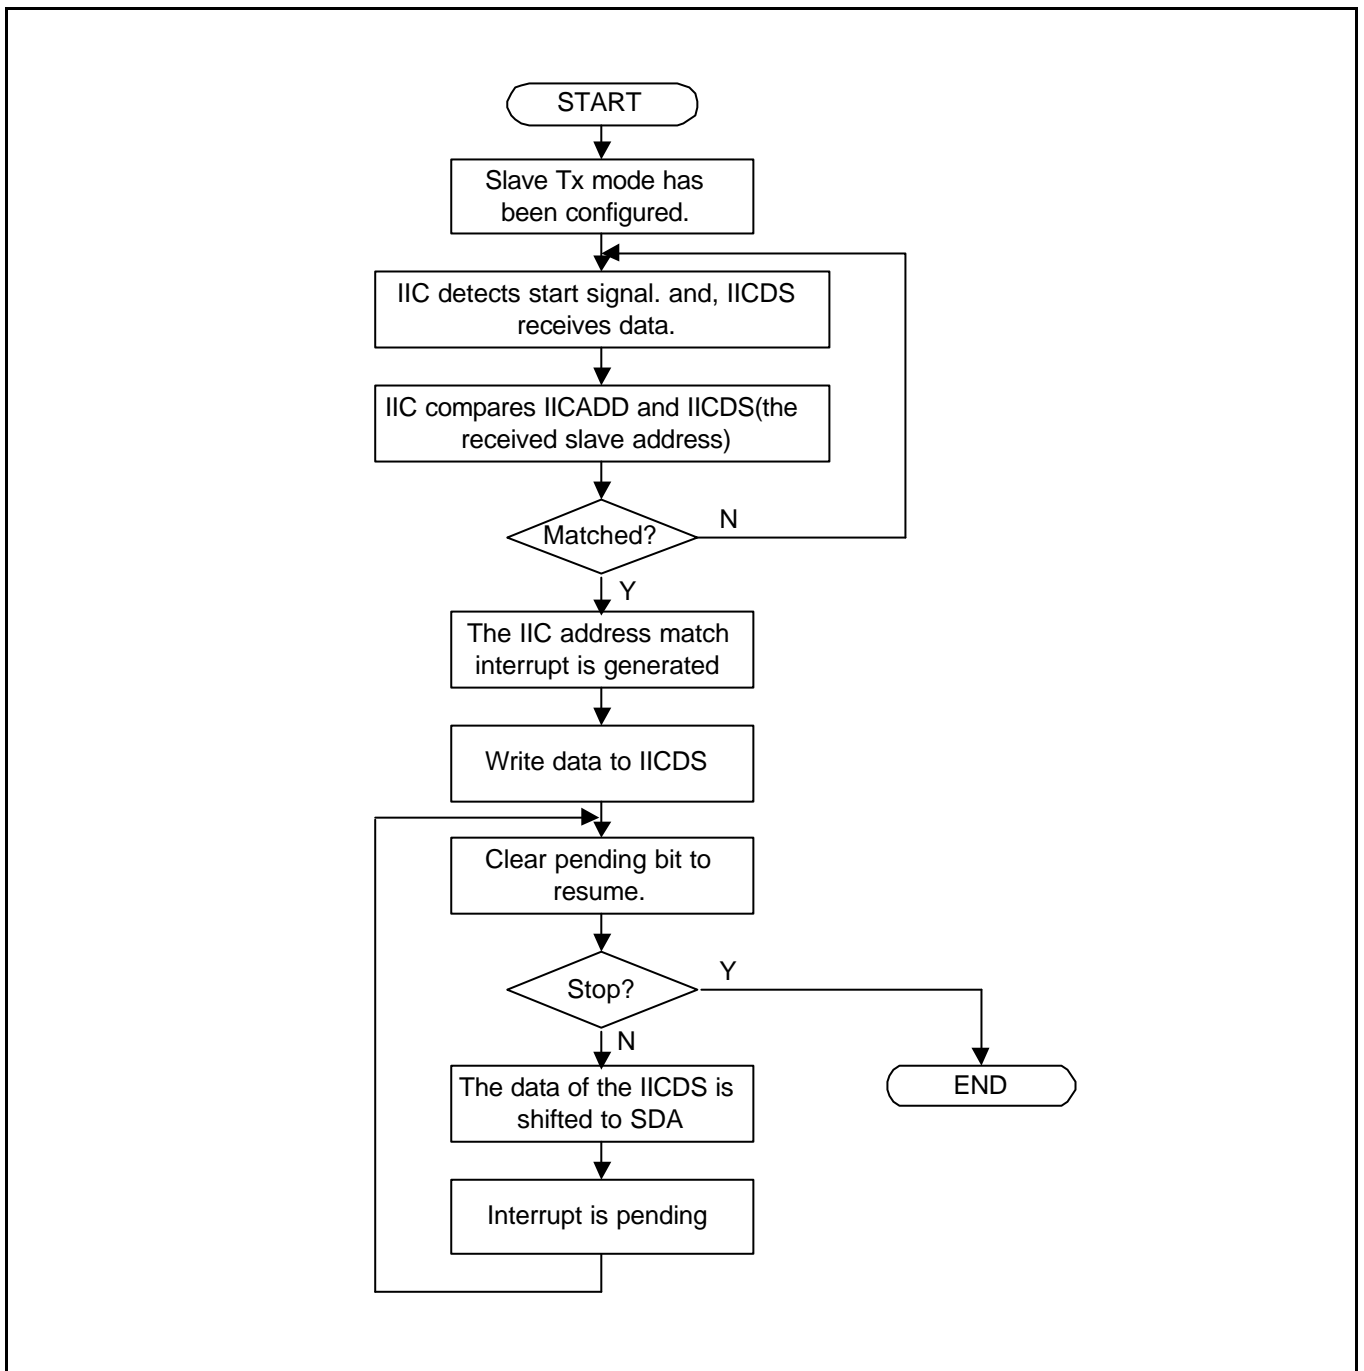 START
Slave Tx mode has
been configured.
IIC detects start signal. and, IICDS
receives data.
IIC compares IICADD and IICDS(the
received slave address)
Matched?
N
Y
The IIC address match
interrupt is generated
Write data to IICDS
Clear pending bit to
resume.
Stop?
Y
N
The data of the IICDS is
shifted to SDA
END
Interrupt is pending